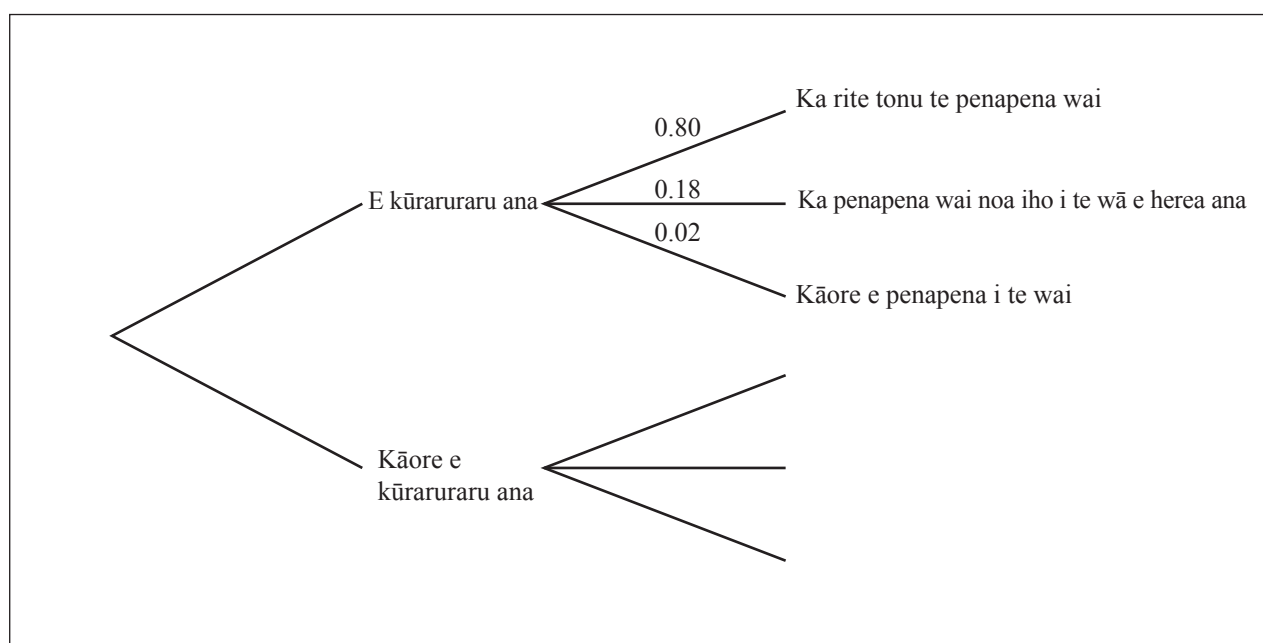 Ka rite tonu te penapena wai
0.80
E kūraruraru ana
0.18
Ka penapena wai noa iho i te wā e herea ana
0.02
Kāore e penapena i te wai
Kāore e
kūraruraru ana